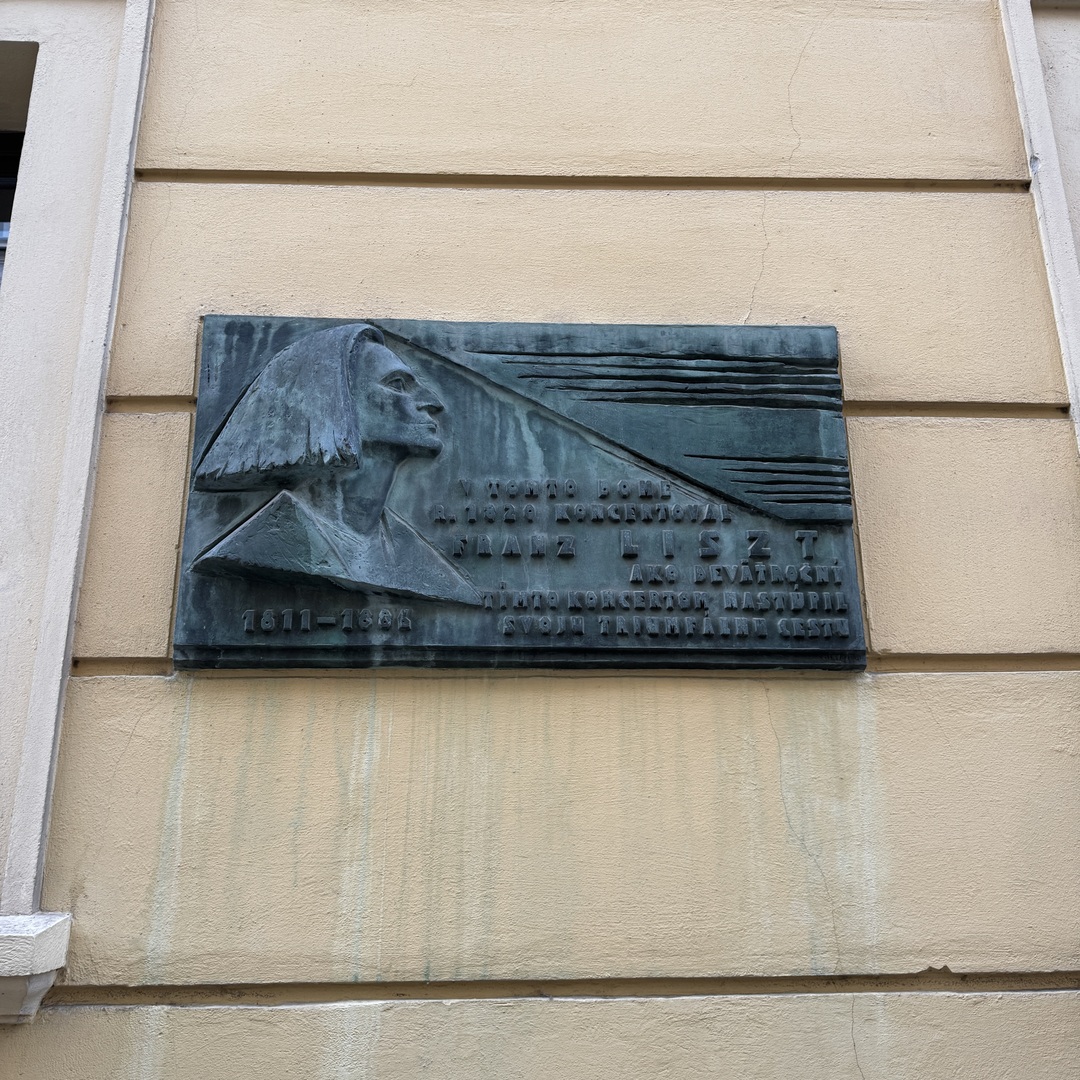 V TOMTO DOME
R. 1820 KONCERTOVAL
FRANZ LISZT
AKO DEVÄŤROČNÝ
TÝMTO KONCERTOM NASTÚPIL
SVOJU TRIUMFÁLNU CESTU
1811–1886